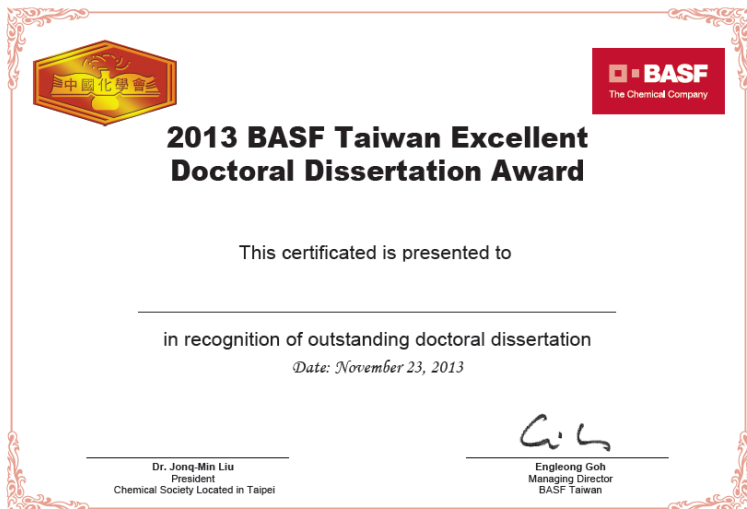 中國化學會
BASF
The Chemical Company
2013 BASF Taiwan Excellent
Doctoral Dissertation Award
This certificated is presented to
in recognition of outstanding doctoral dissertation
Date: November 23, 2013
Dr. Jonq-Min Liu
President
Chemical Society Located in Taipei
Engleong Goh
Managing Director
BASF Taiwan